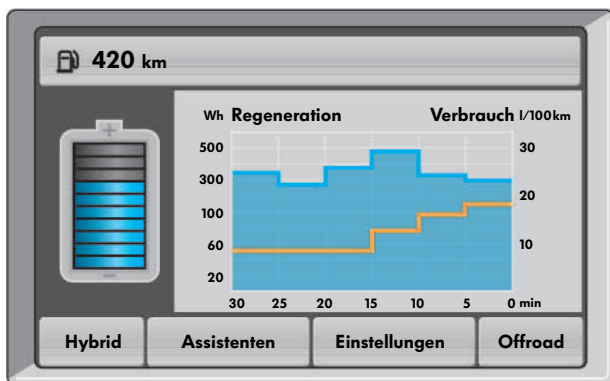 420 km
Wh Regeneration Verbrauch l/100km
500 30
300
20
100
60 10
20
30 25 20 15 10 5 0 min
Hybrid Assistenten Einstellungen Offroad